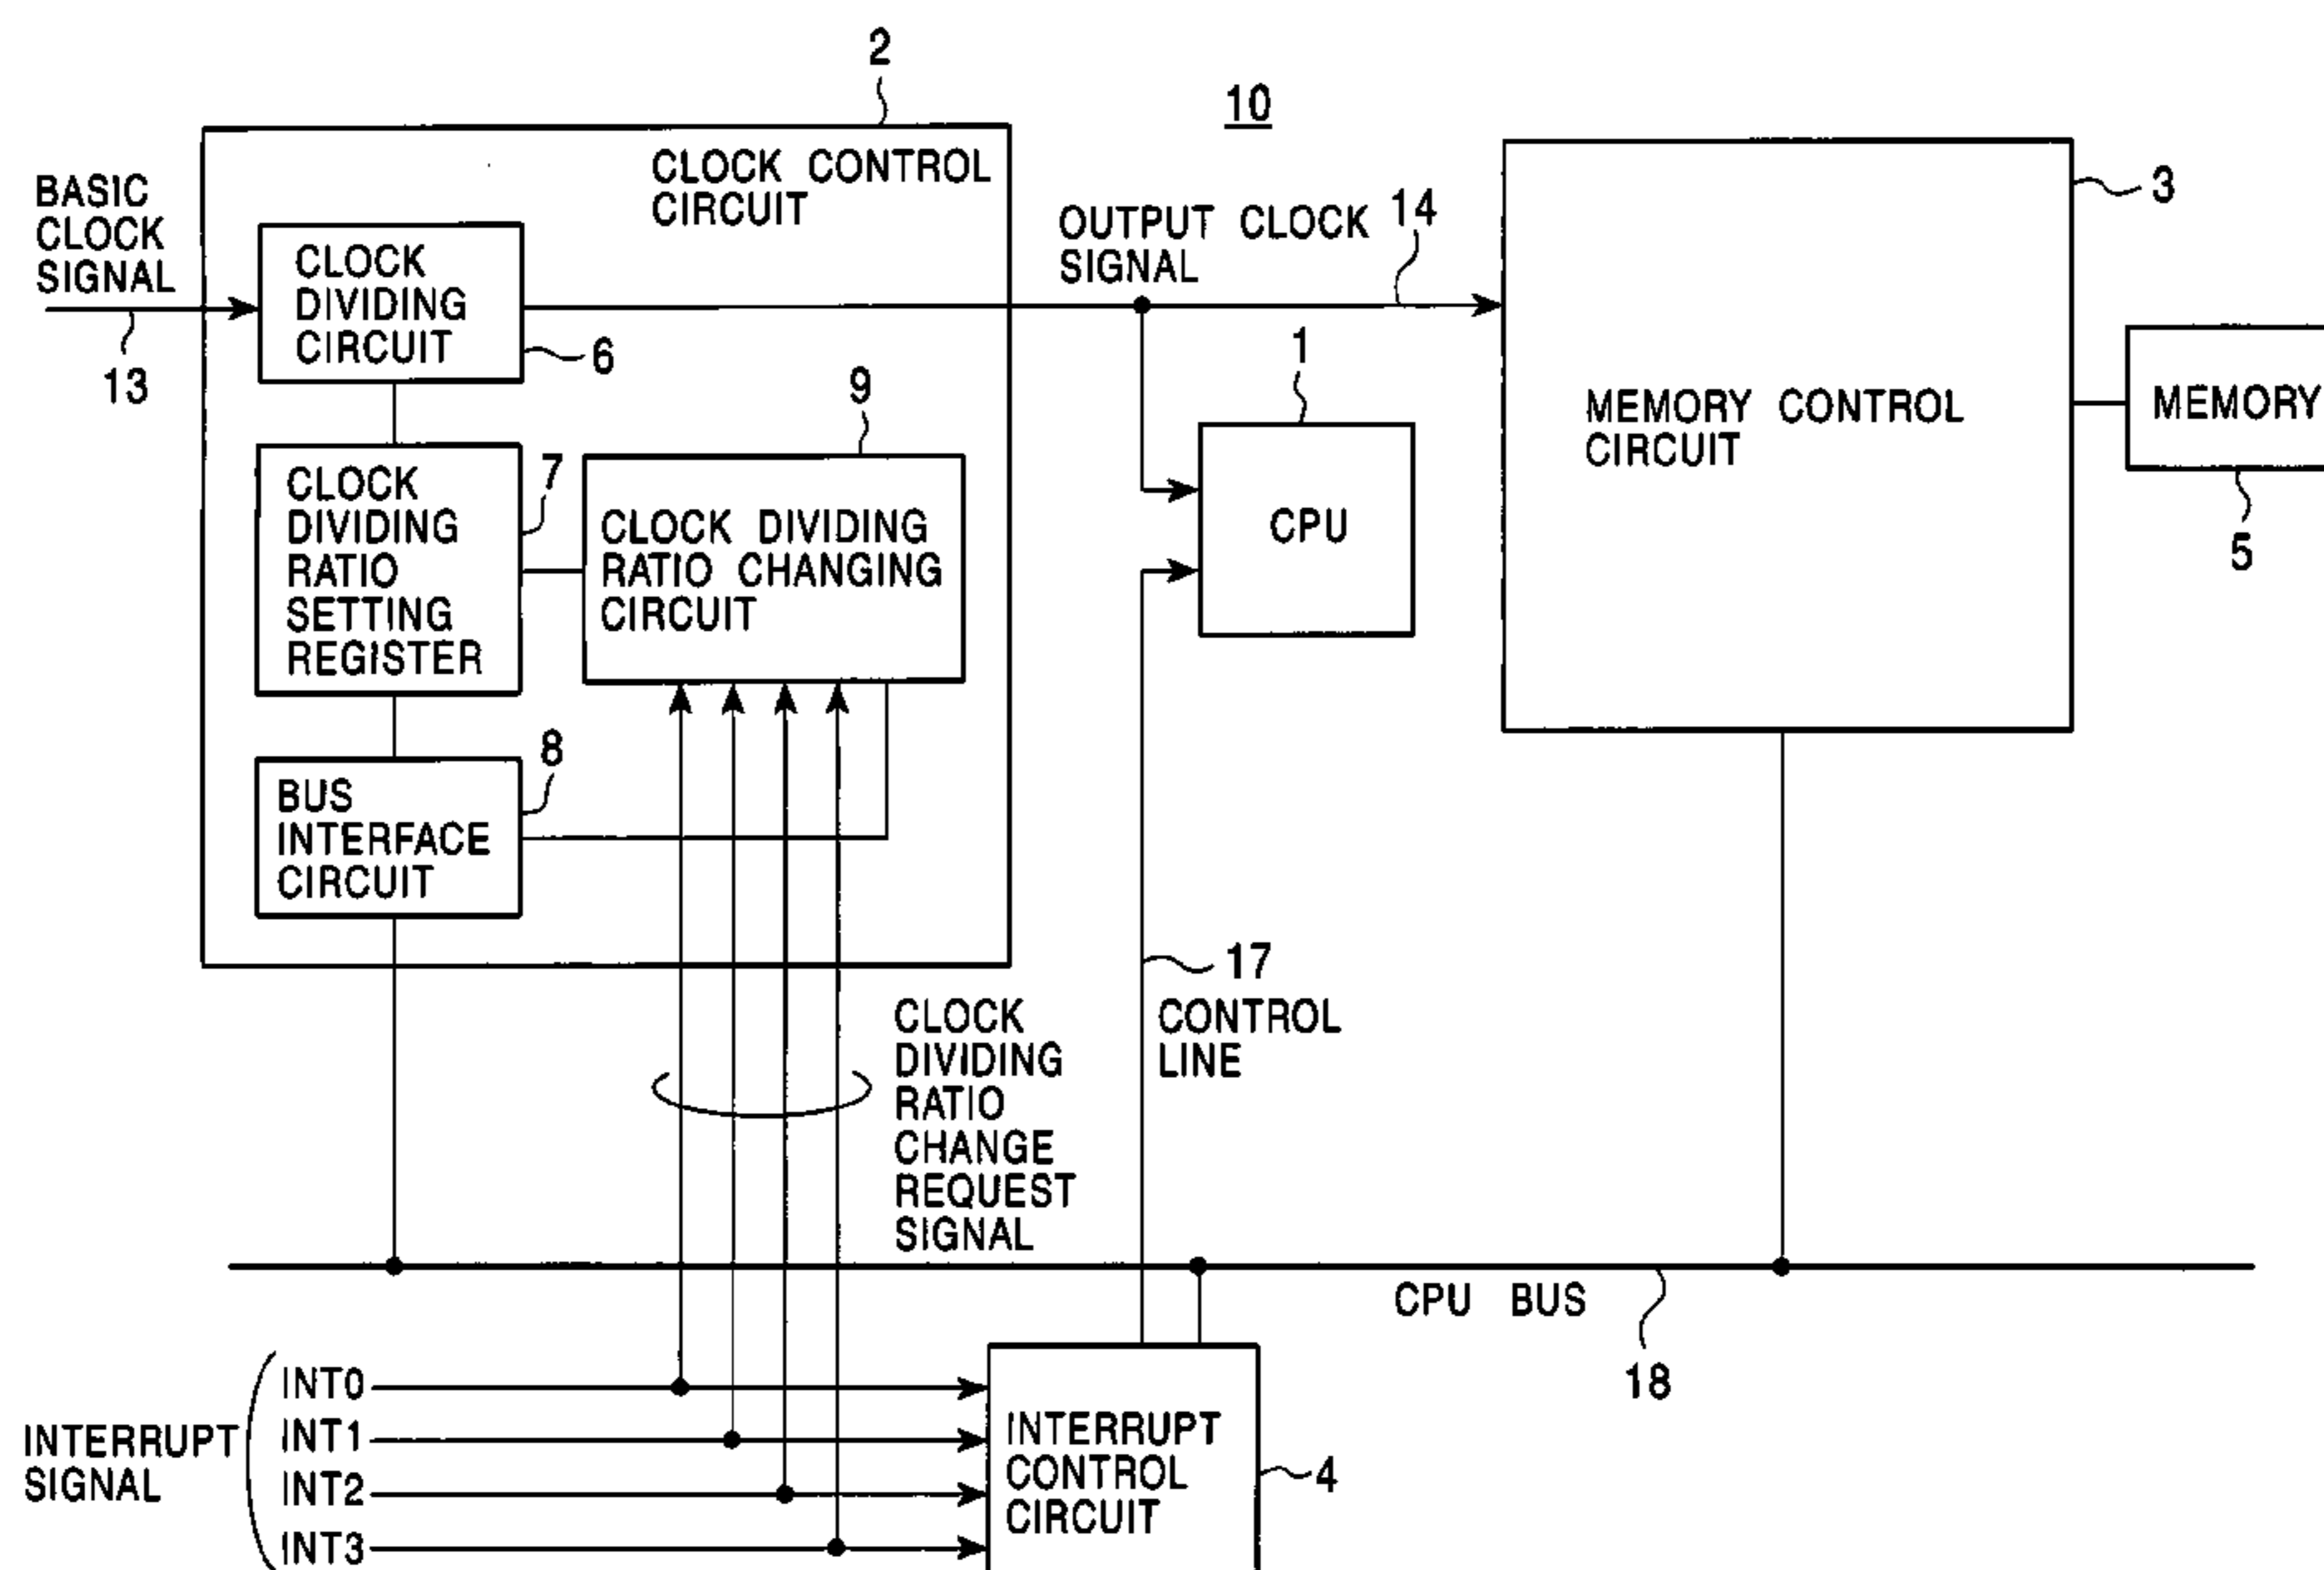 2
10
CLOCK CONTROL
CIRCUIT
3
BASIC
CLOCK
SIGNAL
13
CLOCK
DIVIDING
CIRCUIT
6
OUTPUT CLOCK
SIGNAL
14
1
CPU
MEMORY CONTROL
CIRCUIT
MEMORY
5
9
CLOCK
DIVIDING
RATIO
SETTING
REGISTER
7
CLOCK DIVIDING
RATIO CHANGING
CIRCUIT
BUS
INTERFACE
CIRCUIT
8
17
CONTROL
LINE
CLOCK
DIVIDING
RATIO
CHANGE
REQUEST
SIGNAL
CPU BUS
18
INTERRUPT
SIGNAL
INT0
INT1
INT2
INT3
INTERRUPT
CONTROL
CIRCUIT
4